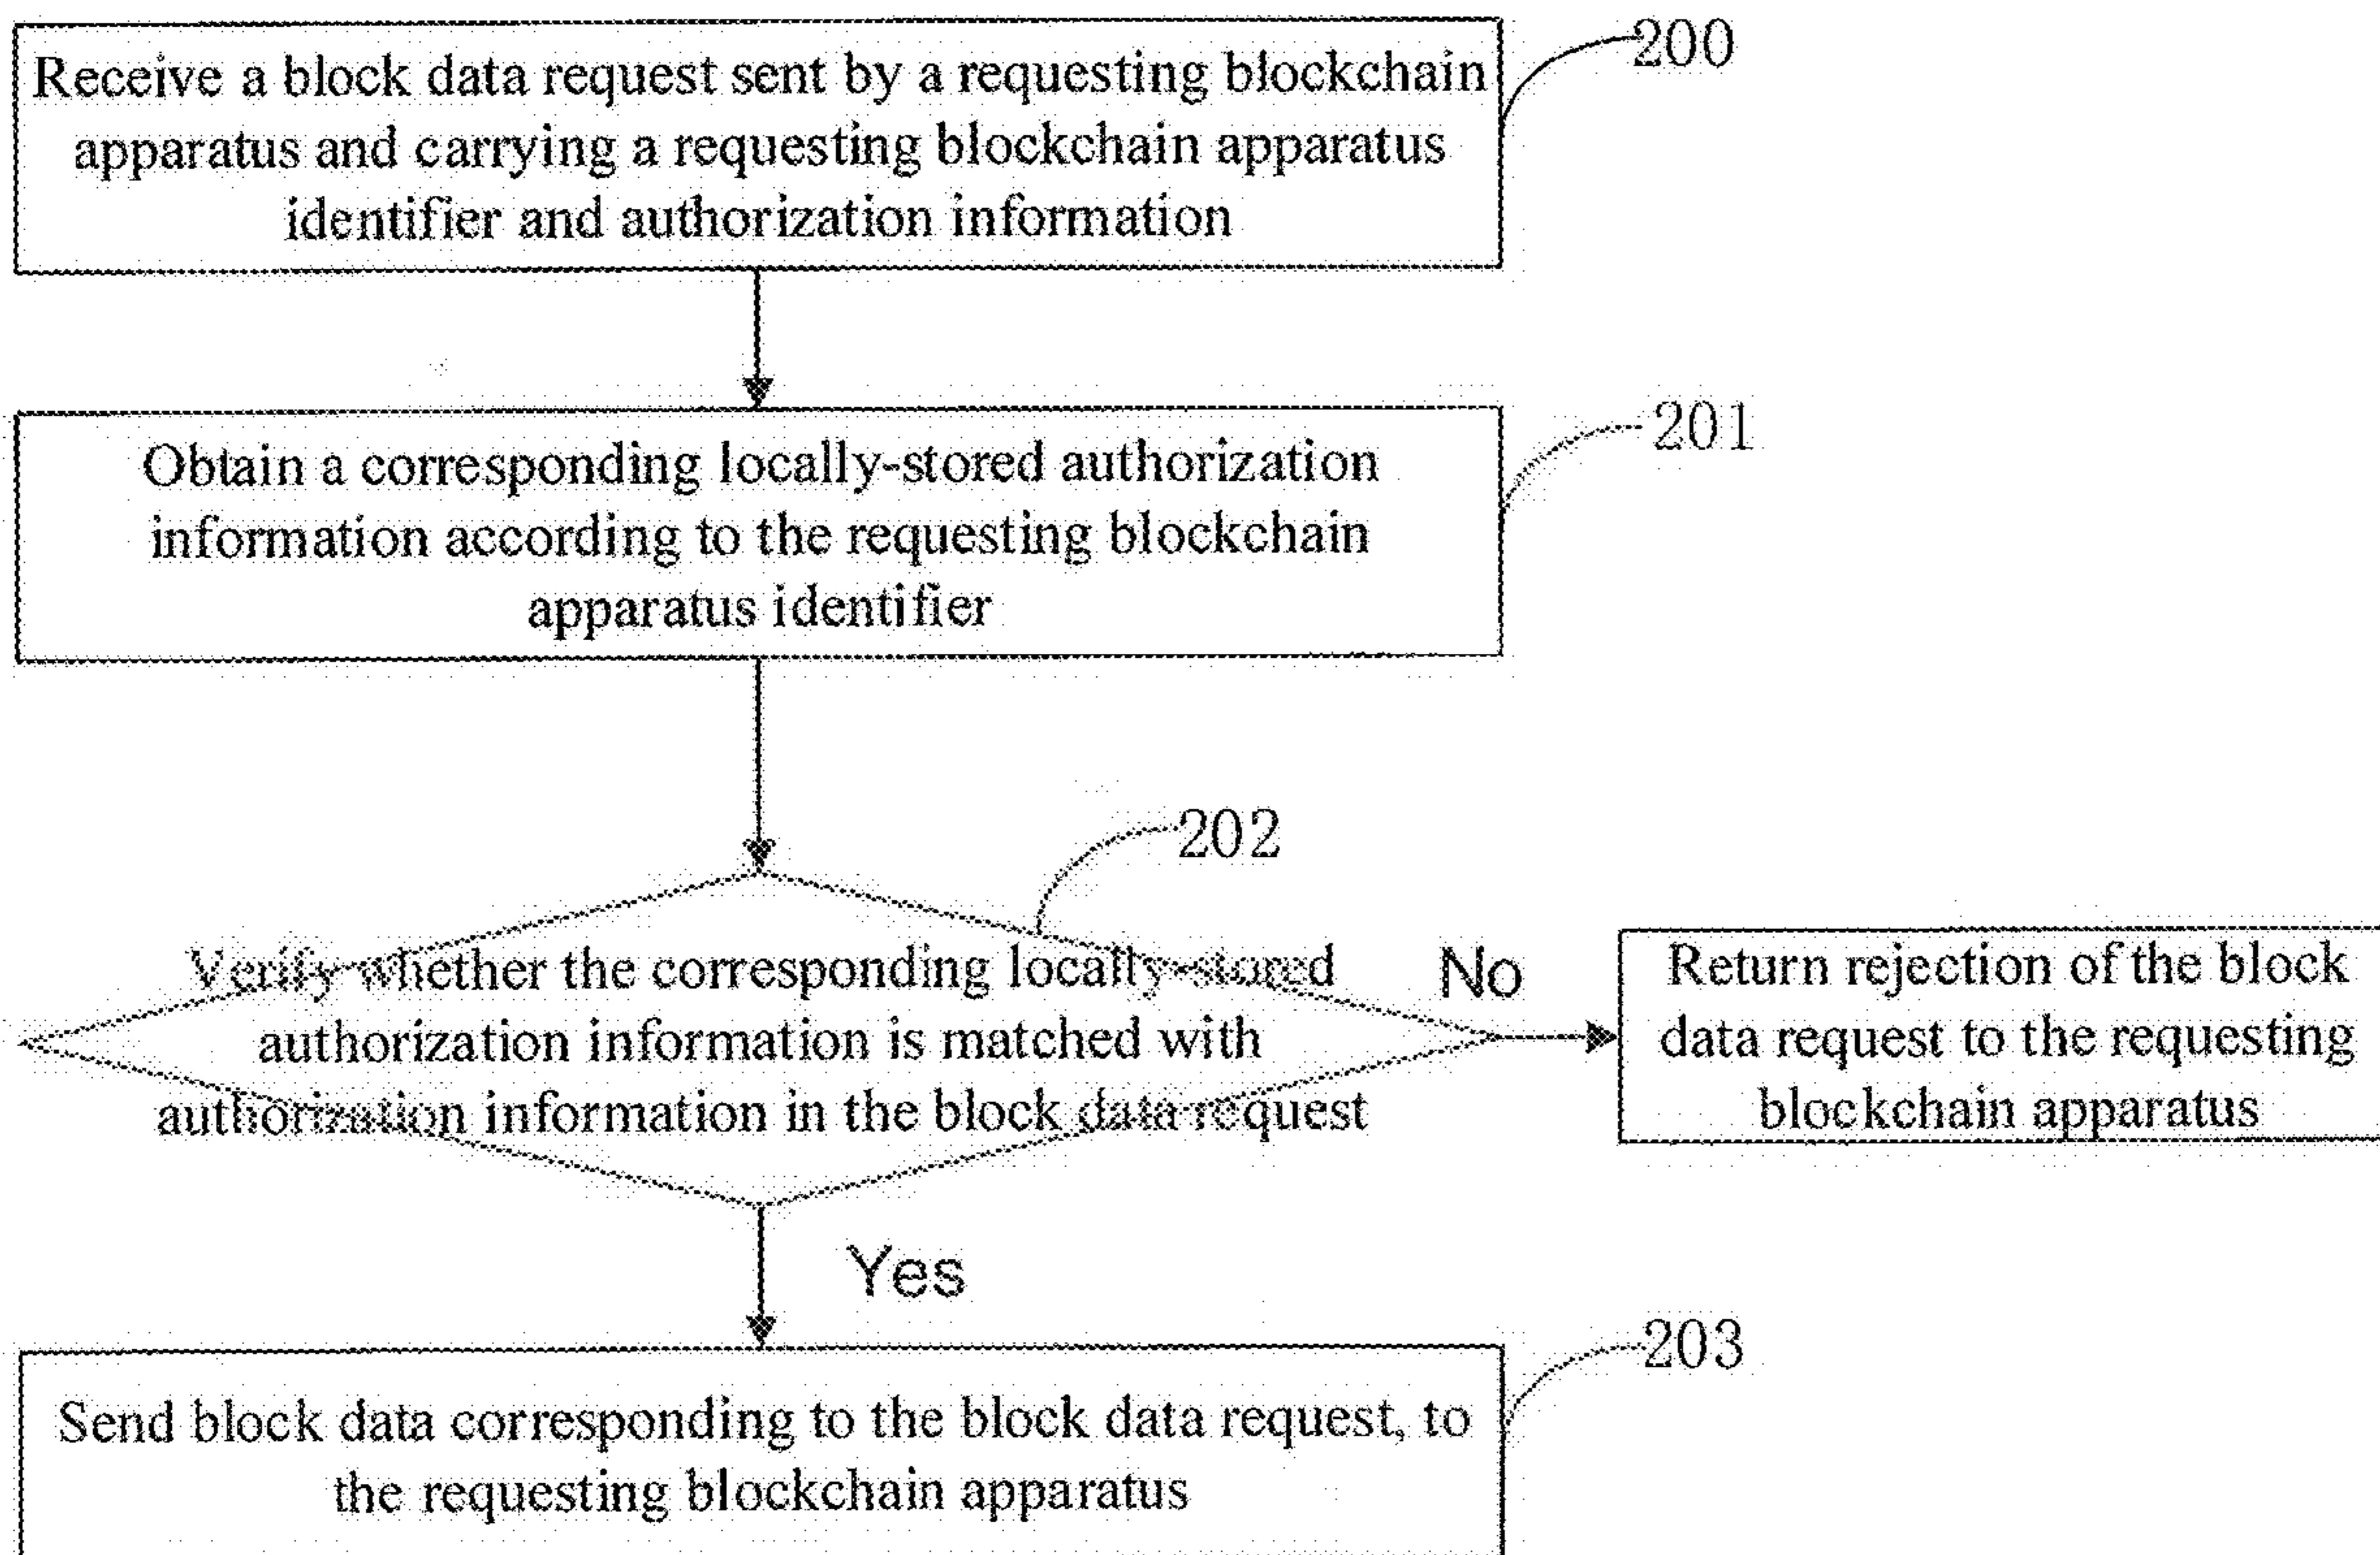 Receive a block data request sent by a requesting blockchain
apparatus and carrying a requesting blockchain apparatus
identifier and authorization information
200
Obtain a corresponding locally-stored authorization
information according to the requesting blockchain
apparatus identifier
201
202
Verify whether the corresponding locally-stored
authorization information is matched with
authorization information in the block data request
No
Return rejection of the block
data request to the requesting
blockchain apparatus
Yes
203
Send block data corresponding to the block data request, to
the requesting blockchain apparatus